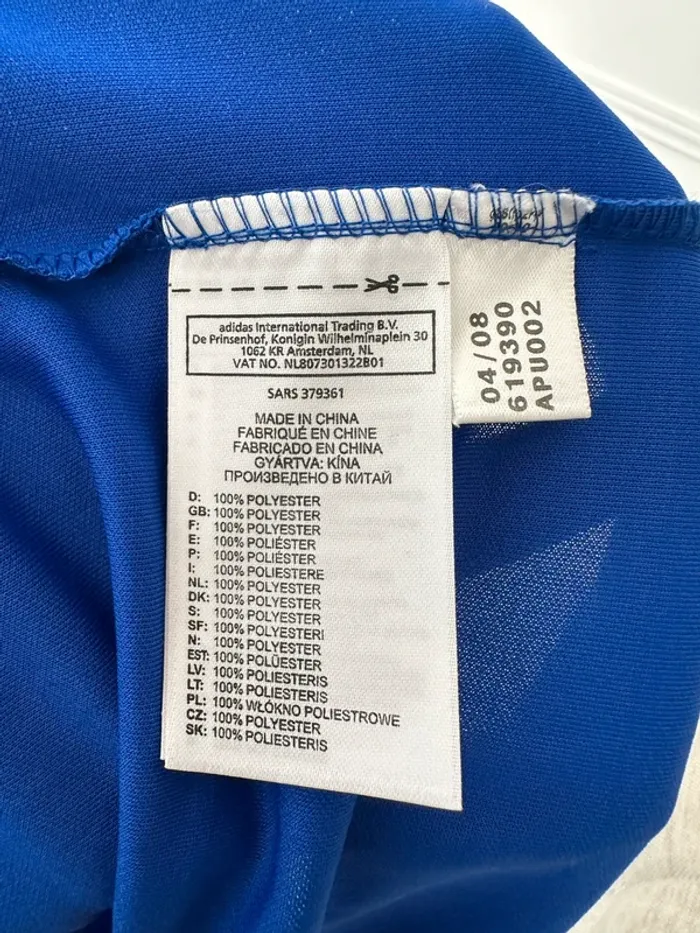 adidas International Trading B.V.
De Prinsenhof, Konigin Wilhelminaplein 30
1062 KR Amsterdam, NL
VAT NO. NL807301322B01
SARS 379361
MADE IN CHINA
FABRIQUÉ EN CHINE
FABRICADO EN CHINA
GYÁRTVA: KÍNA
ПРОИЗВЕДЕНО В КИТАЙ
D: 100% POLYESTER
GB: 100% POLYESTER
F: 100% POLYESTER
E: 100% POLIÉSTER
P: 100% POLIÉSTER
I: 100% POLIESTERE
NL: 100% POLYESTER
DK: 100% POLYESTER
S: 100% POLYESTER
SF: 100% POLYESTERI
N: 100% POLYESTER
EST: 100% POLÜESTER
LV: 100% POLIESTERIS
LT: 100% POLIESTERIS
PL: 100% WŁÓKNO POLIESTROWE
CZ: 100% POLYESTER
SK: 100% POLIESTERIS
04/08
619390
APU002